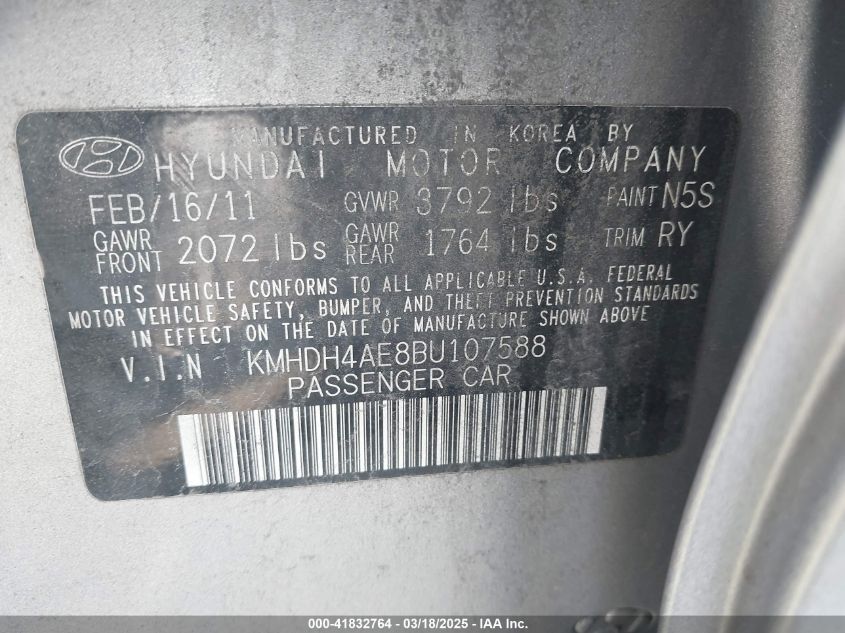 MANUFACTURED IN KOREA BY
HYUNDAI MOTOR COMPANY
FEB/16/11 GVWR 3792 lbs PAINT N5S
GAWR FRONT 2072 lbs GAWR REAR 1764 lbs TRIM RY
THIS VEHICLE CONFORMS TO ALL APPLICABLE U.S.A. FEDERAL
MOTOR VEHICLE SAFETY, BUMPER, AND THEFT PREVENTION STANDARDS
IN EFFECT ON THE DATE OF MANUFACTURE SHOWN ABOVE
V.I.N KMHDH4AE8BU107588
PASSENGER CAR
000-41832764 - 03/18/2025 - IAA Inc.